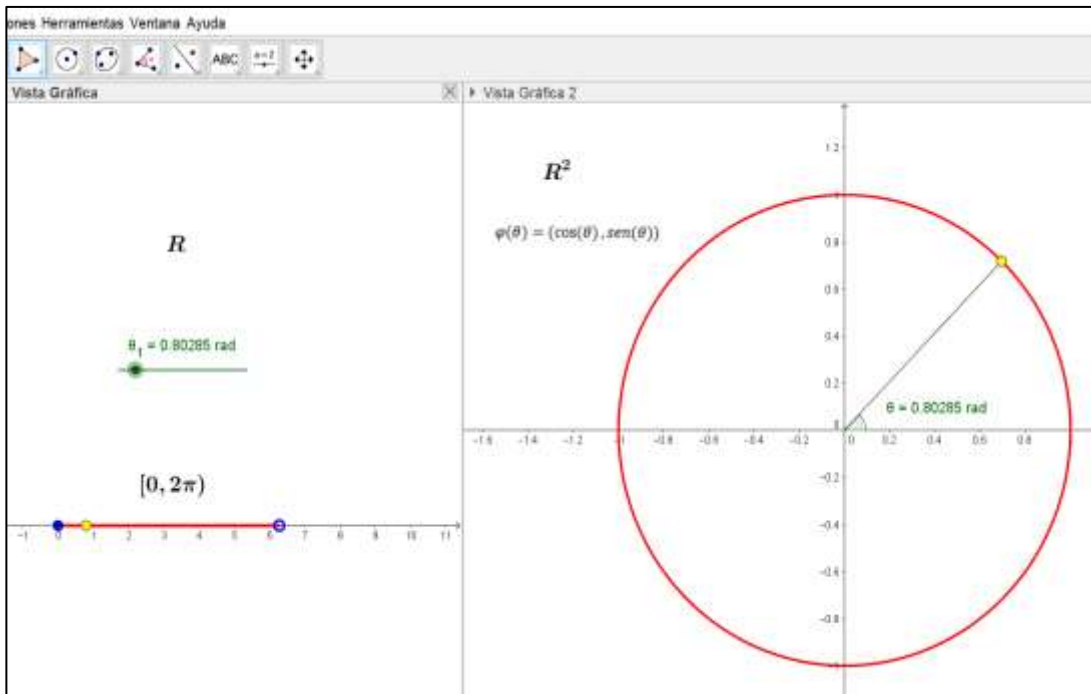 ones Herramientas Ventana Ayuda
ABC a=2
Vista Gráfica
Vista Gráfica 2
R
θ₁ = 0.80285 rad
[0, 2π)
-1 0 1 2 3 4 5 6 7 8 9 10 11
R²
φ(θ) = (cos(θ), sen(θ))
1.2
1
0.8
0.6
0.4
0.2
θ = 0.80285 rad
-1.6 -1.4 -1.2 -1 -0.8 -0.6 -0.4 -0.2 0 0.2 0.4 0.6 0.8
-0.2
-0.4
-0.6
-0.8
-1